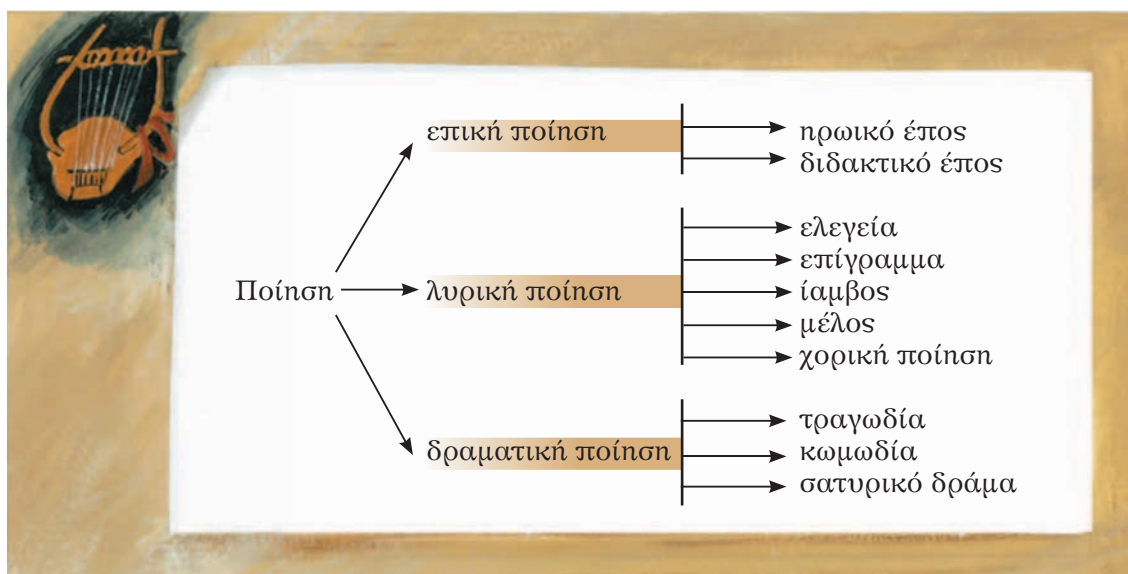 επική ποίηση
ηρωικό έπος
διδακτικό έπος
Ποίηση
λυρική ποίηση
ελεγεία
επίγραμμα
ίαμβος
μέλος
χορική ποίηση
δραματική ποίηση
τραγωδία
κωμωδία
σατυρικό δράμα